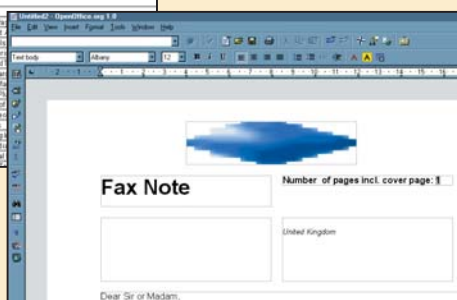 Untitled2 - OpenOffice.org 1.0
File Edit View Insert Format Tools Window Help
Text body Albany 12 B i U
Fax Note
Number of pages incl. cover page: 1
United Kingdom
Dear Sir or Madam,